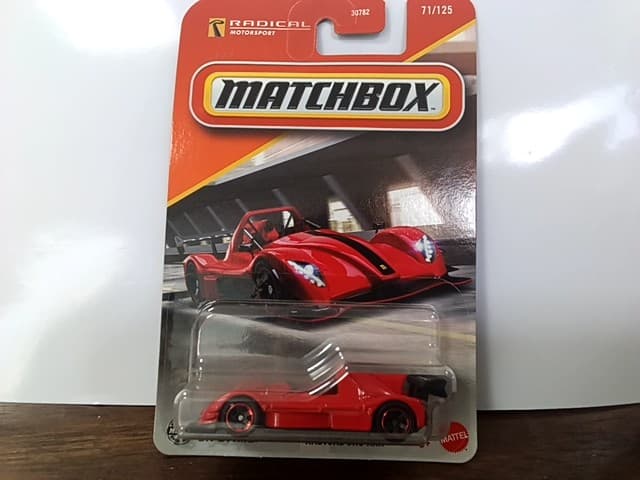 RADICAL
MOTORSPORT
30782
71/125
MATCHBOX
MATTEL